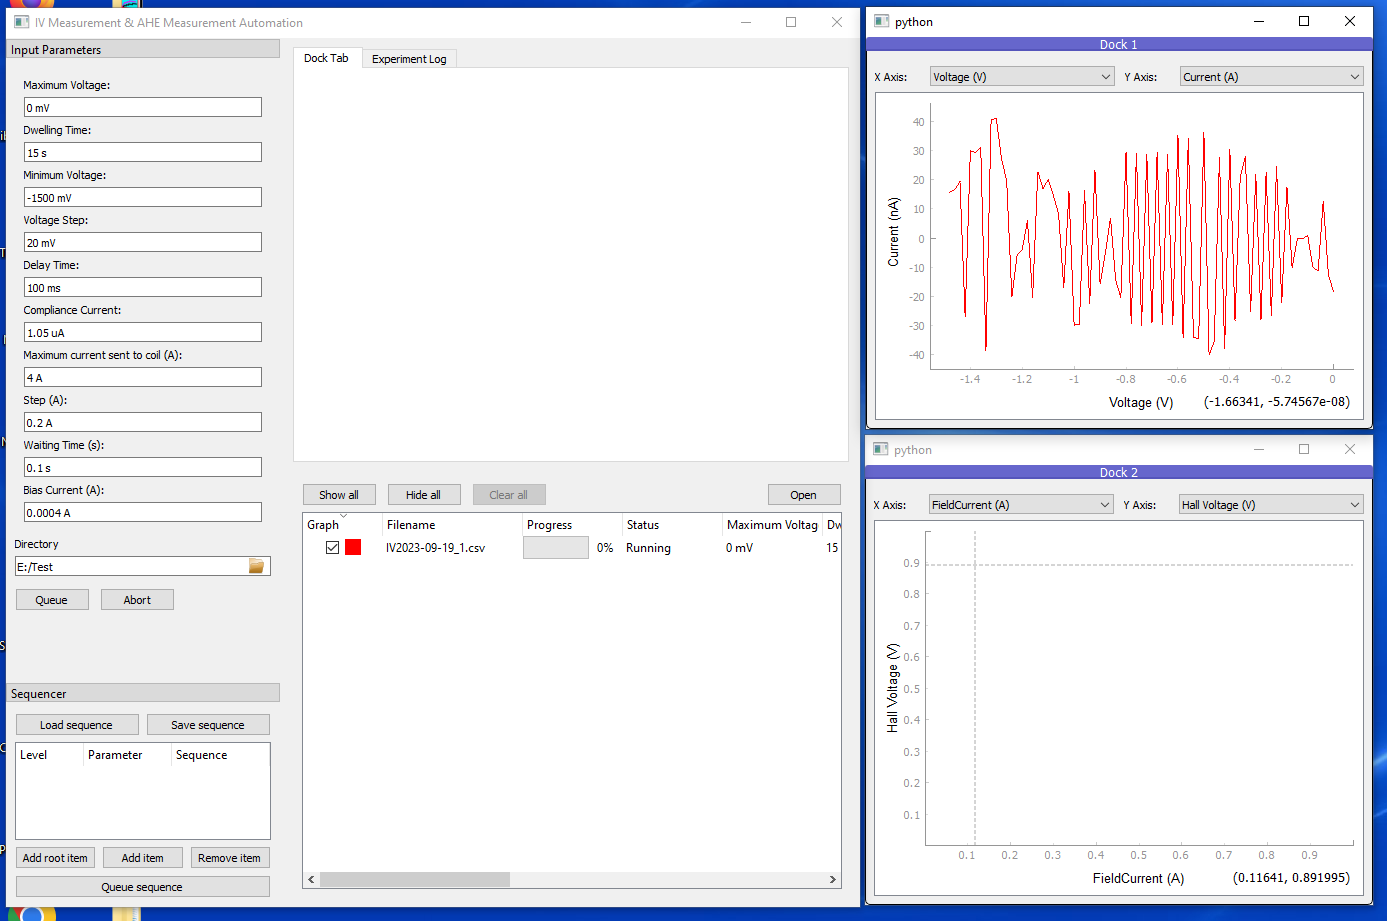 IV Measurement & AHE Measurement Automation
Input Parameters
Maximum Voltage:
0 mV
Dwelling Time:
15 s
Minimum Voltage:
-1500 mV
Voltage Step:
20 mV
Delay Time:
100 ms
Compliance Current:
1.05 uA
Maximum current sent to coil (A):
4 A
Step (A):
0.2 A
Waiting Time (s):
0.1 s
Bias Current (A):
0.0004 A
Directory
E:/Test
Queue Abort
Sequencer
Load sequence Save sequence
Level Parameter Sequence
Add root item Add item Remove item
Queue sequence
Dock Tab Experiment Log
Show all Hide all Clear all Open
Graph Filename Progress Status Maximum Voltag Dw
IV2023-09-19_1.csv 0% Running 0 mV 15
python
Dock 1
X Axis: Voltage (V) Y Axis: Current (A)
40
30
20
10
0
-10
-20
-30
-40
Current (nA)
-1.4 -1.2 -1 -0.8 -0.6 -0.4 -0.2 0
Voltage (V) (-1.66341, -5.74567e-08)
python
Dock 2
X Axis: FieldCurrent (A) Y Axis: Hall Voltage (V)
0.9
0.8
0.7
0.6
0.5
0.4
0.3
0.2
0.1
Hall Voltage (V)
0.1 0.2 0.3 0.4 0.5 0.6 0.7 0.8 0.9
FieldCurrent (A) (0.11641, 0.891995)